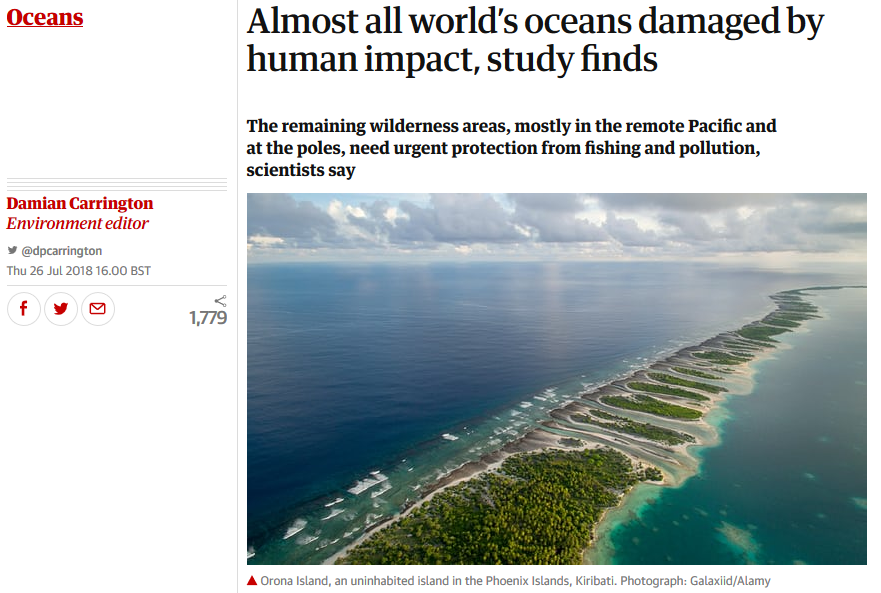 Oceans
Almost all world's oceans damaged by
human impact, study finds
The remaining wilderness areas, mostly in the remote Pacific and
at the poles, need urgent protection from fishing and pollution,
scientists say
Damian Carrington
Environment editor
@dpcarrington
Thu 26 Jul 2018 16.00 BST
1,779
Orona Island, an uninhabited island in the Phoenix Islands, Kiribati. Photograph: Galaxiid/Alamy